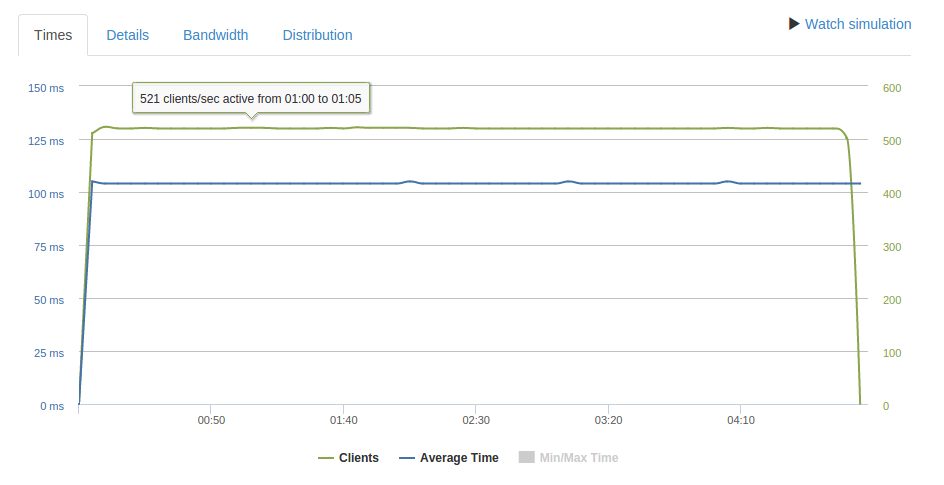 Times Details Bandwidth Distribution Watch simulation
521 clients/sec active from 01:00 to 01:05
150 ms 600
125 ms 500
100 ms 400
75 ms 300
50 ms 200
25 ms 100
0 ms 0
00:50 01:40 02:30 03:20 04:10
Clients Average Time Min/Max Time